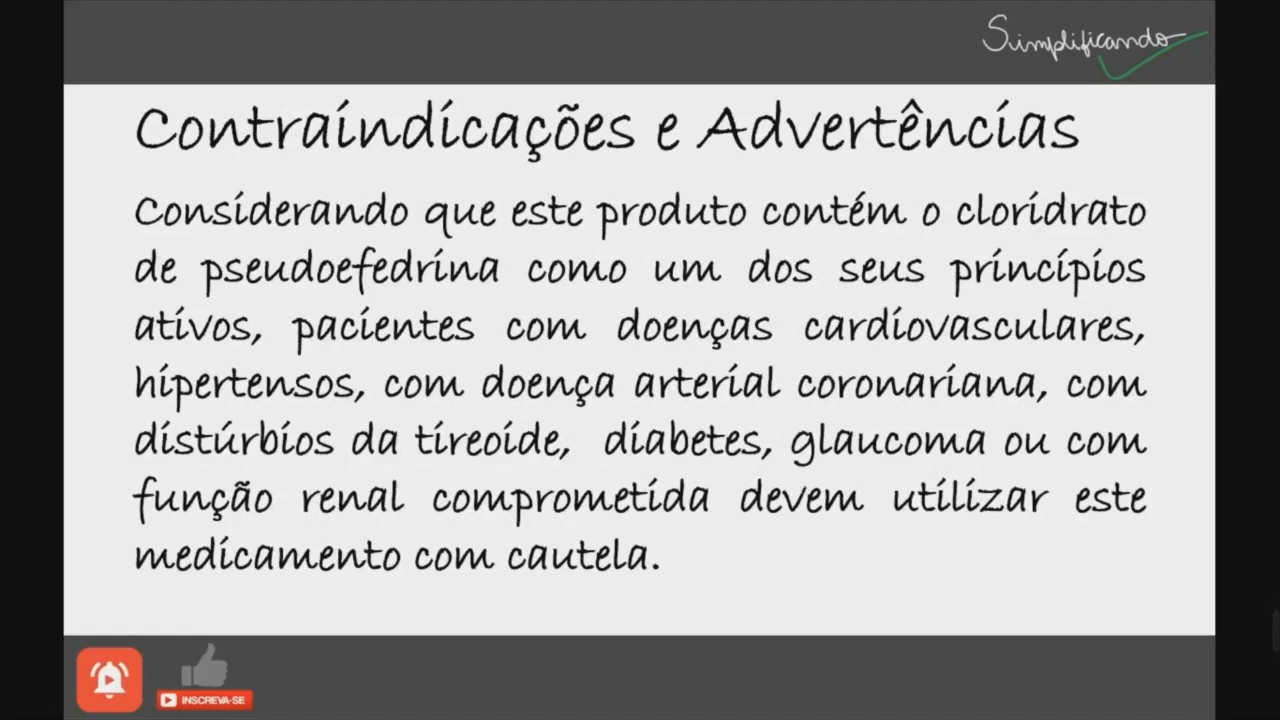 Simplificando
Contraindicações e Advertências
Considerando que este produto contém o cloridrato
de pseudoefedrina como um dos seus princípios
ativos, pacientes com doenças cardiovasculares,
hipertensos, com doença arterial coronariana, com
distúrbios da tireoide, diabetes, glaucoma ou com
função renal comprometida devem utilizar este
medicamento com cautela.
INSCREVA-SE